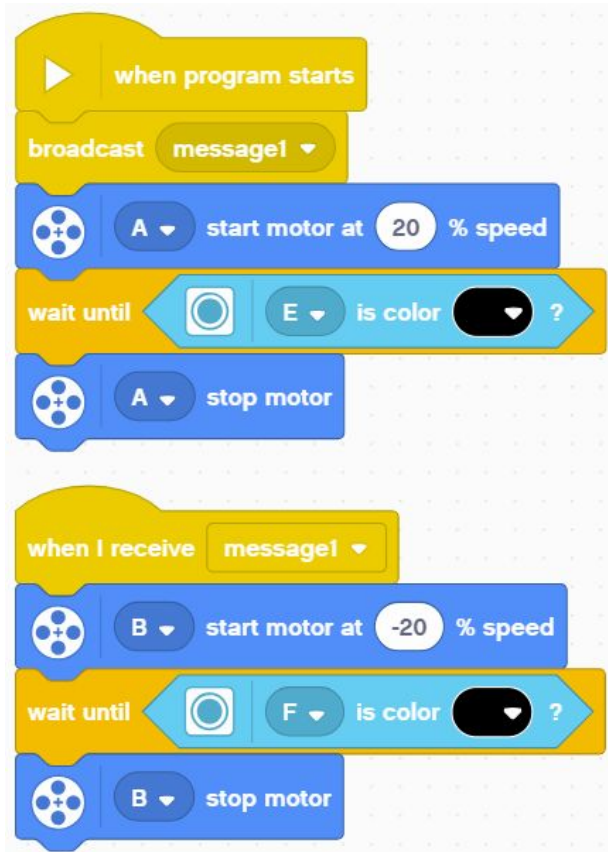 when program starts
broadcast message1
A start motor at 20 % speed
wait until E is color ?
A stop motor
when I receive message1
B start motor at -20 % speed
wait until F is color ?
B stop motor